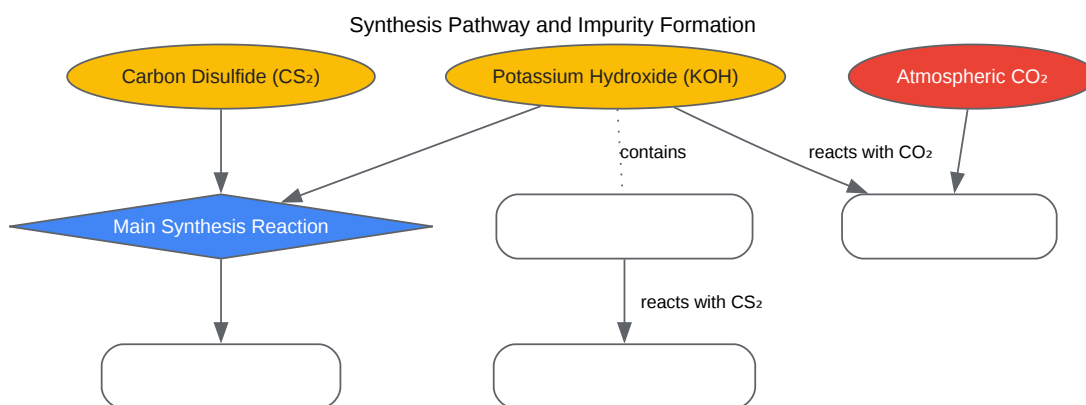 Synthesis Pathway and Impurity Formation
Carbon Disulfide (CS₂)
Potassium Hydroxide (KOH)
Atmospheric CO₂
contains
reacts with CO₂
Main Synthesis Reaction
reacts with CS₂